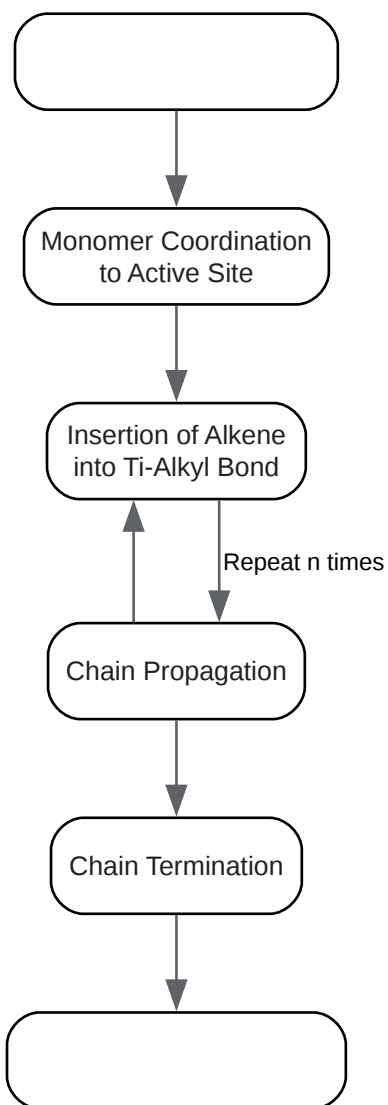 Monomer Coordination
to Active Site
Insertion of Alkene
into Ti-Alkyl Bond
Repeat n times
Chain Propagation
Chain Termination